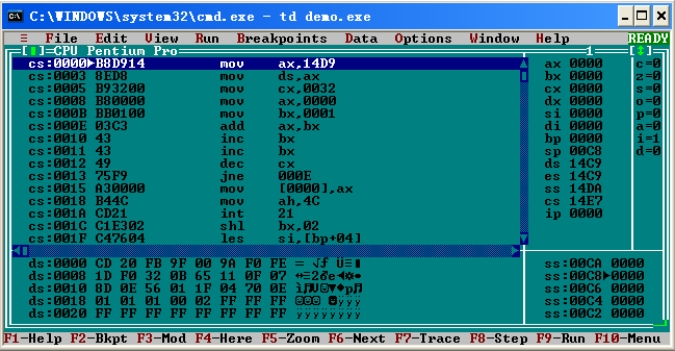 C:\WINDOWS\system32\cmd.exe - td demo.exe
≡ File Edit View Run Breakpoints Data Options Window Help READY
[■]=CPU Pentium Pro 1 [↕]
cs:0000►B8D914 mov ax,14D9 ax 0000 c=0
cs:0003 8ED8 mov ds,ax bx 0000 z=0
cs:0005 B93200 mov cx,0032 cx 0000 s=0
cs:0008 B80000 mov ax,0000 dx 0000 o=0
cs:000B BB0100 mov bx,0001 si 0000 p=0
cs:000E 03C3 add ax,bx di 0000 a=0
cs:0010 43 inc bx bp 0000 i=1
cs:0011 43 inc bx sp 00C8 d=0
cs:0012 49 dec cx ds 14C9
cs:0013 75F9 jne 000E es 14C9
cs:0015 A30000 mov [0000],ax ss 14DA
cs:0018 B44C mov ah,4C cs 14E7
cs:001A CD21 int 21 ip 0000
cs:001C C1E302 shl bx,02
cs:001F C47604 les si,[bp+04]
ds:0000 CD 20 FB 9F 00 9A F0 FE = ss:00CA 0000
ds:0008 1D F0 32 0B 65 11 0F 07 ss:00C8►0000
ds:0010 8D 0E 56 01 1F 04 70 0E ss:00C6 0000
ds:0018 01 01 01 00 02 FF FF FF ss:00C4 0000
ds:0020 FF FF FF FF FF FF FF FF ÿÿÿÿÿÿÿÿ ss:00C2 0000
F1-Help F2-Bkpt F3-Mod F4-Here F5-Zoom F6-Next F7-Trace F8-Step F9-Run F10-Menu